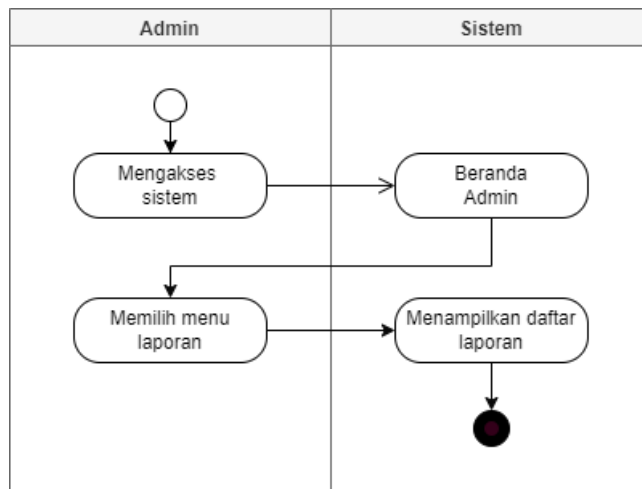 Admin
Sistem
Mengakses
sistem
Beranda
Admin
Memilih menu
laporan
Menampilkan daftar
laporan